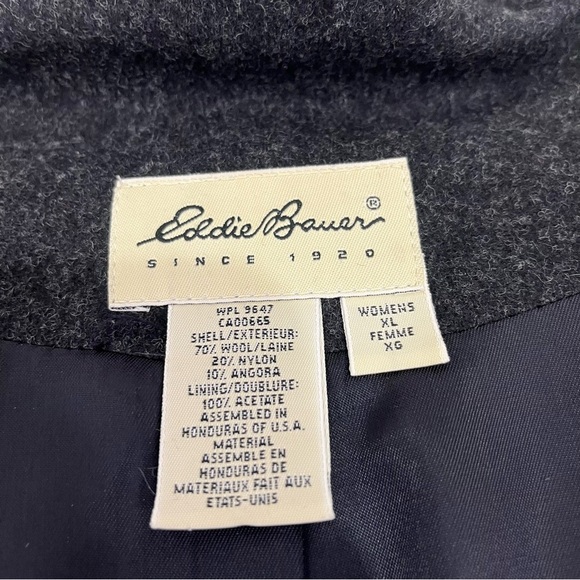 Eddie Bauer®
SINCE 1920
WPL 9647
CA00665
SHELL/EXTERIEUR:
70% WOOL/LAINE
20% NYLON
10% ANGORA
LINING/DOUBLURE:
100% ACETATE
ASSEMBLED IN
HONDURAS OF U.S.A.
MATERIAL
ASSEMBLE EN
HONDURAS DE
MATERIAUX FAIT AUX
ETATS-UNIS
WOMENS
XL
FEMME
XG